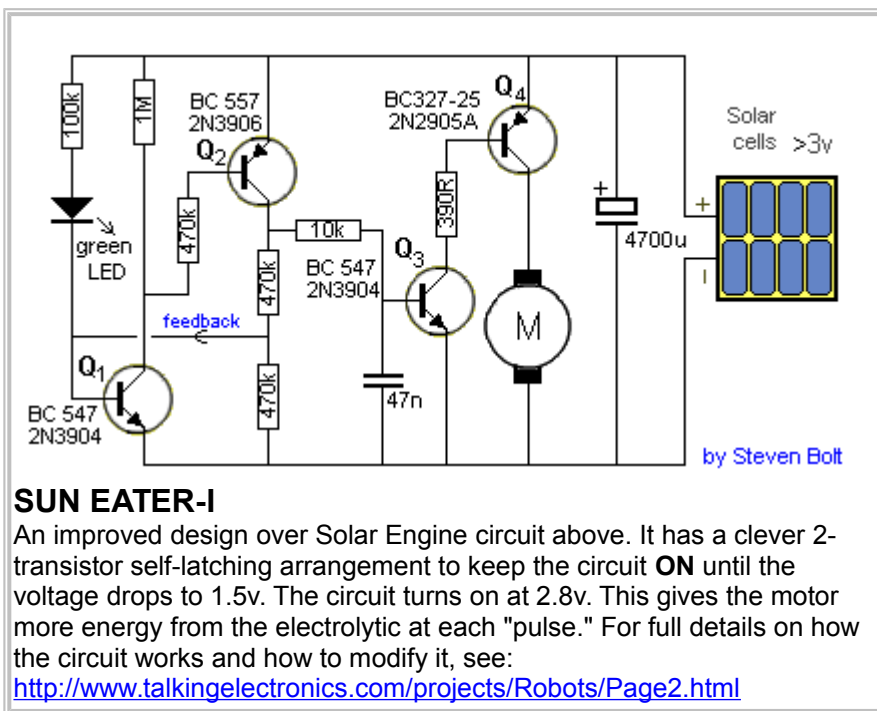 100k
1M
BC 557
2N3906
Q2
470k
green
LED
feedback
Q1
BC 547
2N3904
470k
470k
10k
BC 547
2N3904
Q3
47n
BC327-25
2N2905A
Q4
390R
M
+
4700u
Solar
cells >3v
+
-
by Steven Bolt
SUN EATER-I
An improved design over Solar Engine circuit above. It has a clever 2-
transistor self-latching arrangement to keep the circuit ON until the
voltage drops to 1.5v. The circuit turns on at 2.8v. This gives the motor
more energy from the electrolytic at each "pulse." For full details on how
the circuit works and how to modify it, see:
http://www.talkingelectronics.com/projects/Robots/Page2.html